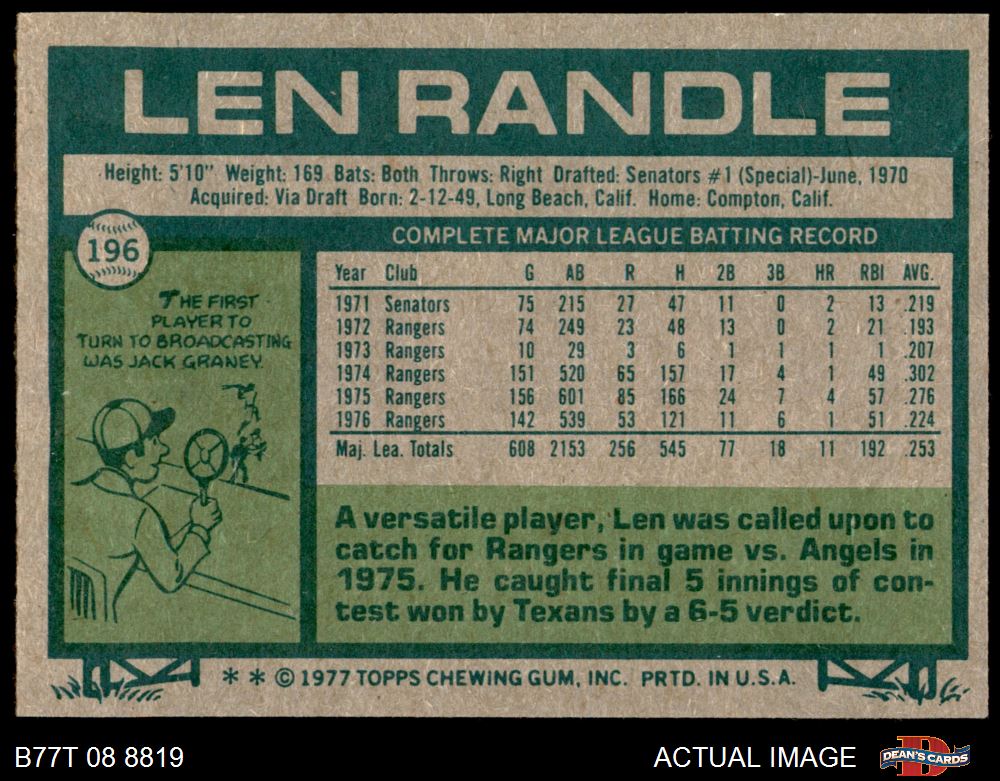 LEN RANDLE
Height: 5'10" Weight: 169 Bats: Both Throws: Right Drafted: Senators #1 (Special)-June, 1970
Acquired: Via Draft Born: 2-12-49, Long Beach, Calif. Home: Compton, Calif.
196
THE FIRST
PLAYER TO
TURN TO BROADCASTING
WAS JACK GRANEY.
COMPLETE MAJOR LEAGUE BATTING RECORD
Year Club G AB R H 2B 3B HR RBI AVG.
1971 Senators 75 215 27 47 11 0 2 13 .219
1972 Rangers 74 249 23 48 13 0 2 21 .193
1973 Rangers 10 29 3 6 1 1 1 1 .207
1974 Rangers 151 520 65 157 17 4 1 49 .302
1975 Rangers 156 601 85 166 24 7 4 57 .276
1976 Rangers 142 539 53 121 11 6 1 51 .224
Maj. Lea. Totals 608 2153 256 545 77 18 11 192 .253
A versatile player, Len was called upon to
catch for Rangers in game vs. Angels in
1975. He caught final 5 innings of con-
test won by Texans by a 6-5 verdict.
* * © 1977 TOPPS CHEWING GUM, INC. PRTD. IN U.S.A.
B77T 08 8819
ACTUAL IMAGE
DEAN'S CARDS